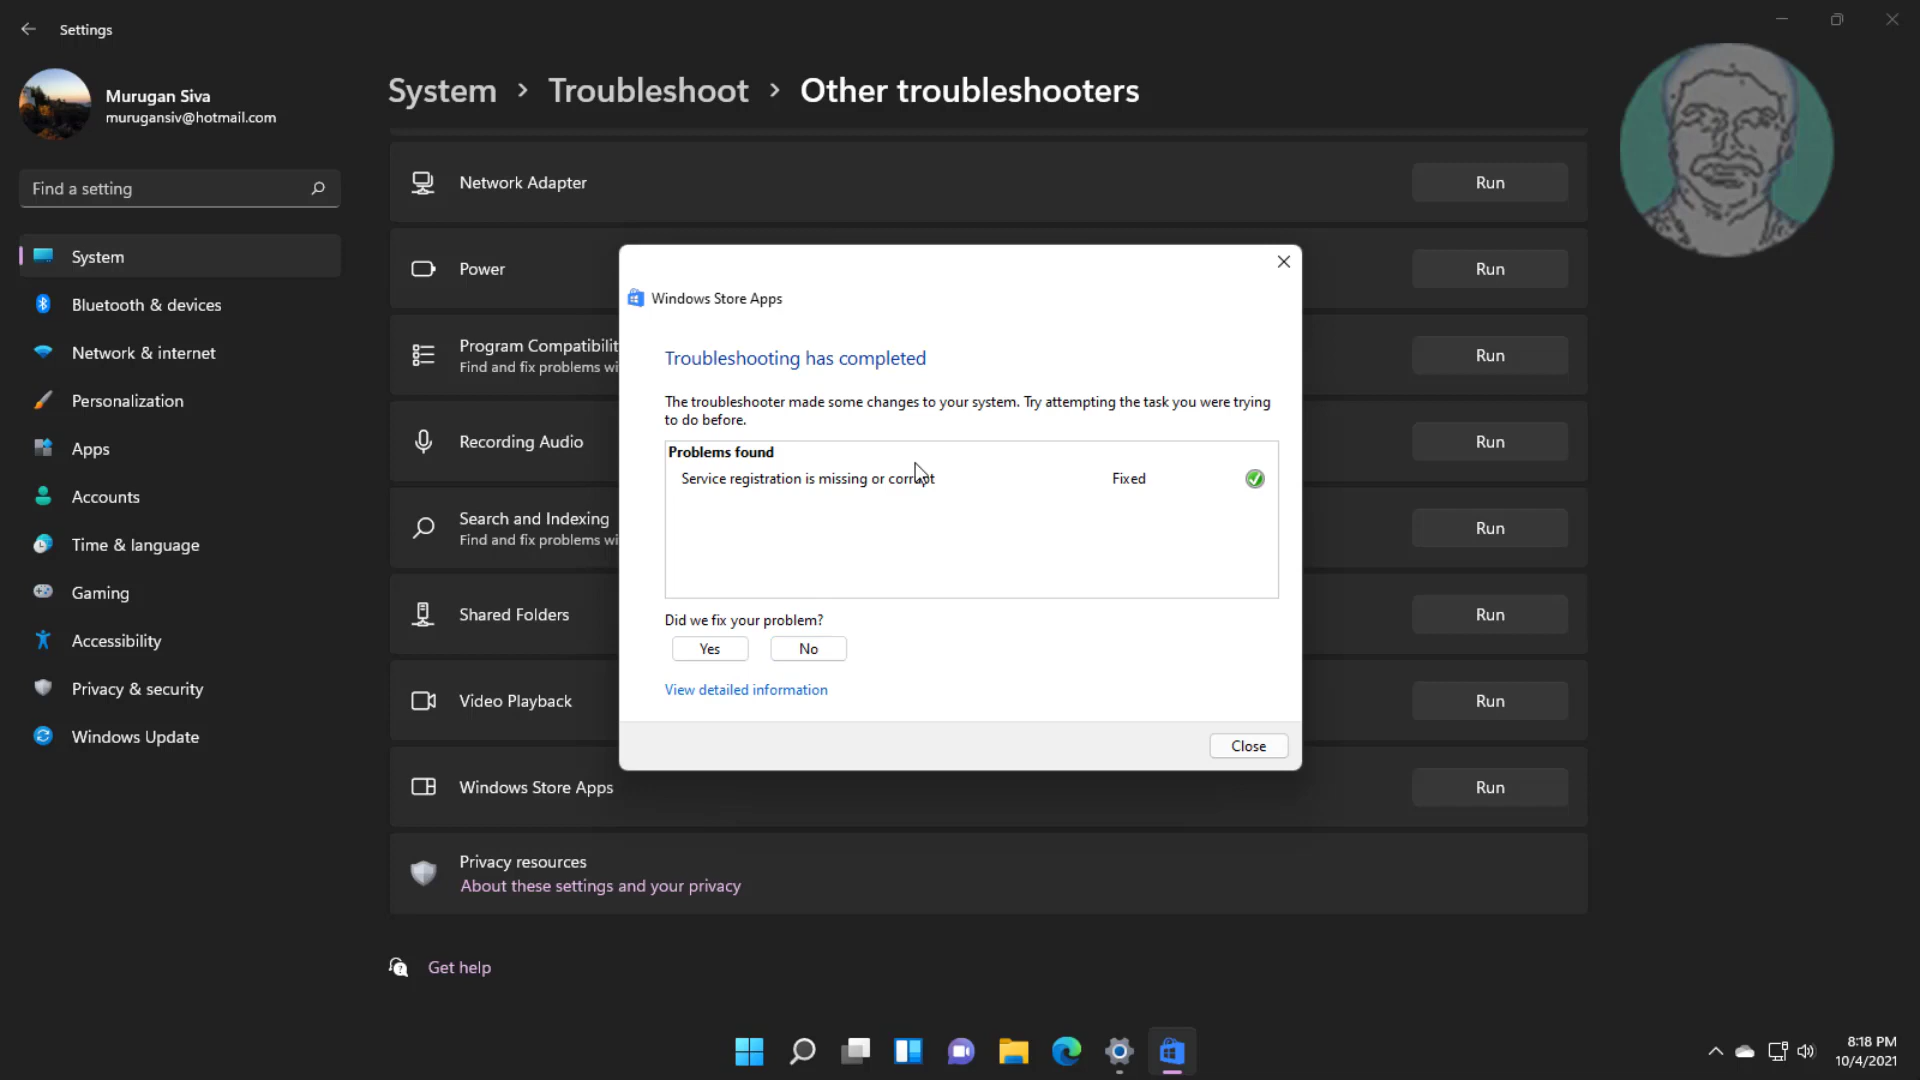 Settings
Murugan Siva
murugansiv@hotmail.com
Find a setting
System
Bluetooth & devices
Network & internet
Personalization
Apps
Accounts
Time & language
Gaming
Accessibility
Privacy & security
Windows Update
System > Troubleshoot > Other troubleshooters
Network Adapter Run
Power Run
Program Compatibilit Run
Find and fix problems wi
Recording Audio Run
Search and Indexing Run
Find and fix problems wi
Shared Folders Run
Video Playback Run
Windows Store Apps Run
Privacy resources
About these settings and your privacy
Get help
Windows Store Apps
Troubleshooting has completed
The troubleshooter made some changes to your system. Try attempting the task you were trying
to do before.
Problems found
Service registration is missing or corrupt Fixed
Did we fix your problem?
Yes No
View detailed information
Close
8:18 PM
10/4/2021